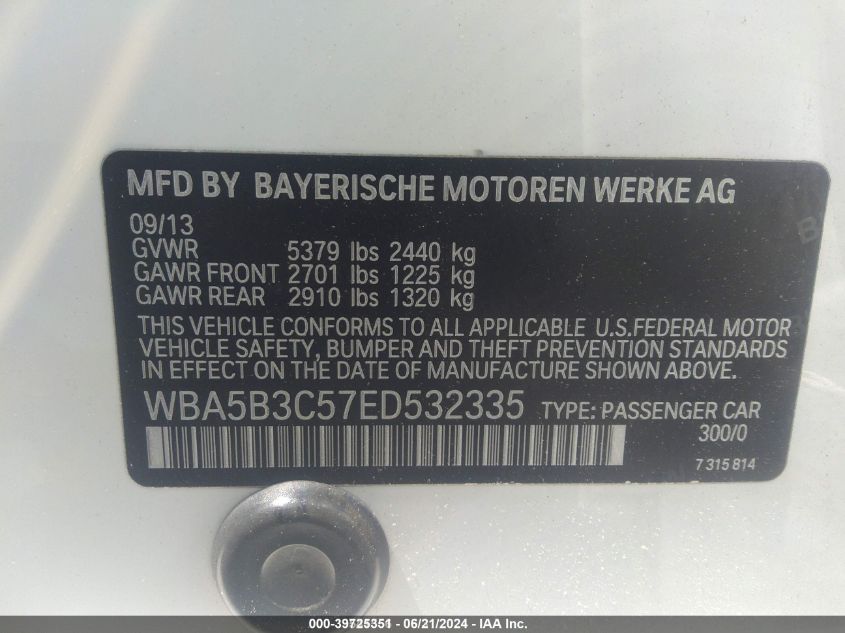 MFD BY BAYERISCHE MOTOREN WERKE AG
09/13
GVWR 5379 lbs 2440 kg
GAWR FRONT 2701 lbs 1225 kg
GAWR REAR 2910 lbs 1320 kg
THIS VEHICLE CONFORMS TO ALL APPLICABLE U.S.FEDERAL MOTOR
VEHICLE SAFETY, BUMPER AND THEFT PREVENTION STANDARDS
IN EFFECT ON THE DATE OF MANUFACTURE SHOWN ABOVE.
WBA5B3C57ED532335 TYPE: PASSENGER CAR
300/0
7 315 814
000-39725351 - 06/21/2024 - IAA Inc.